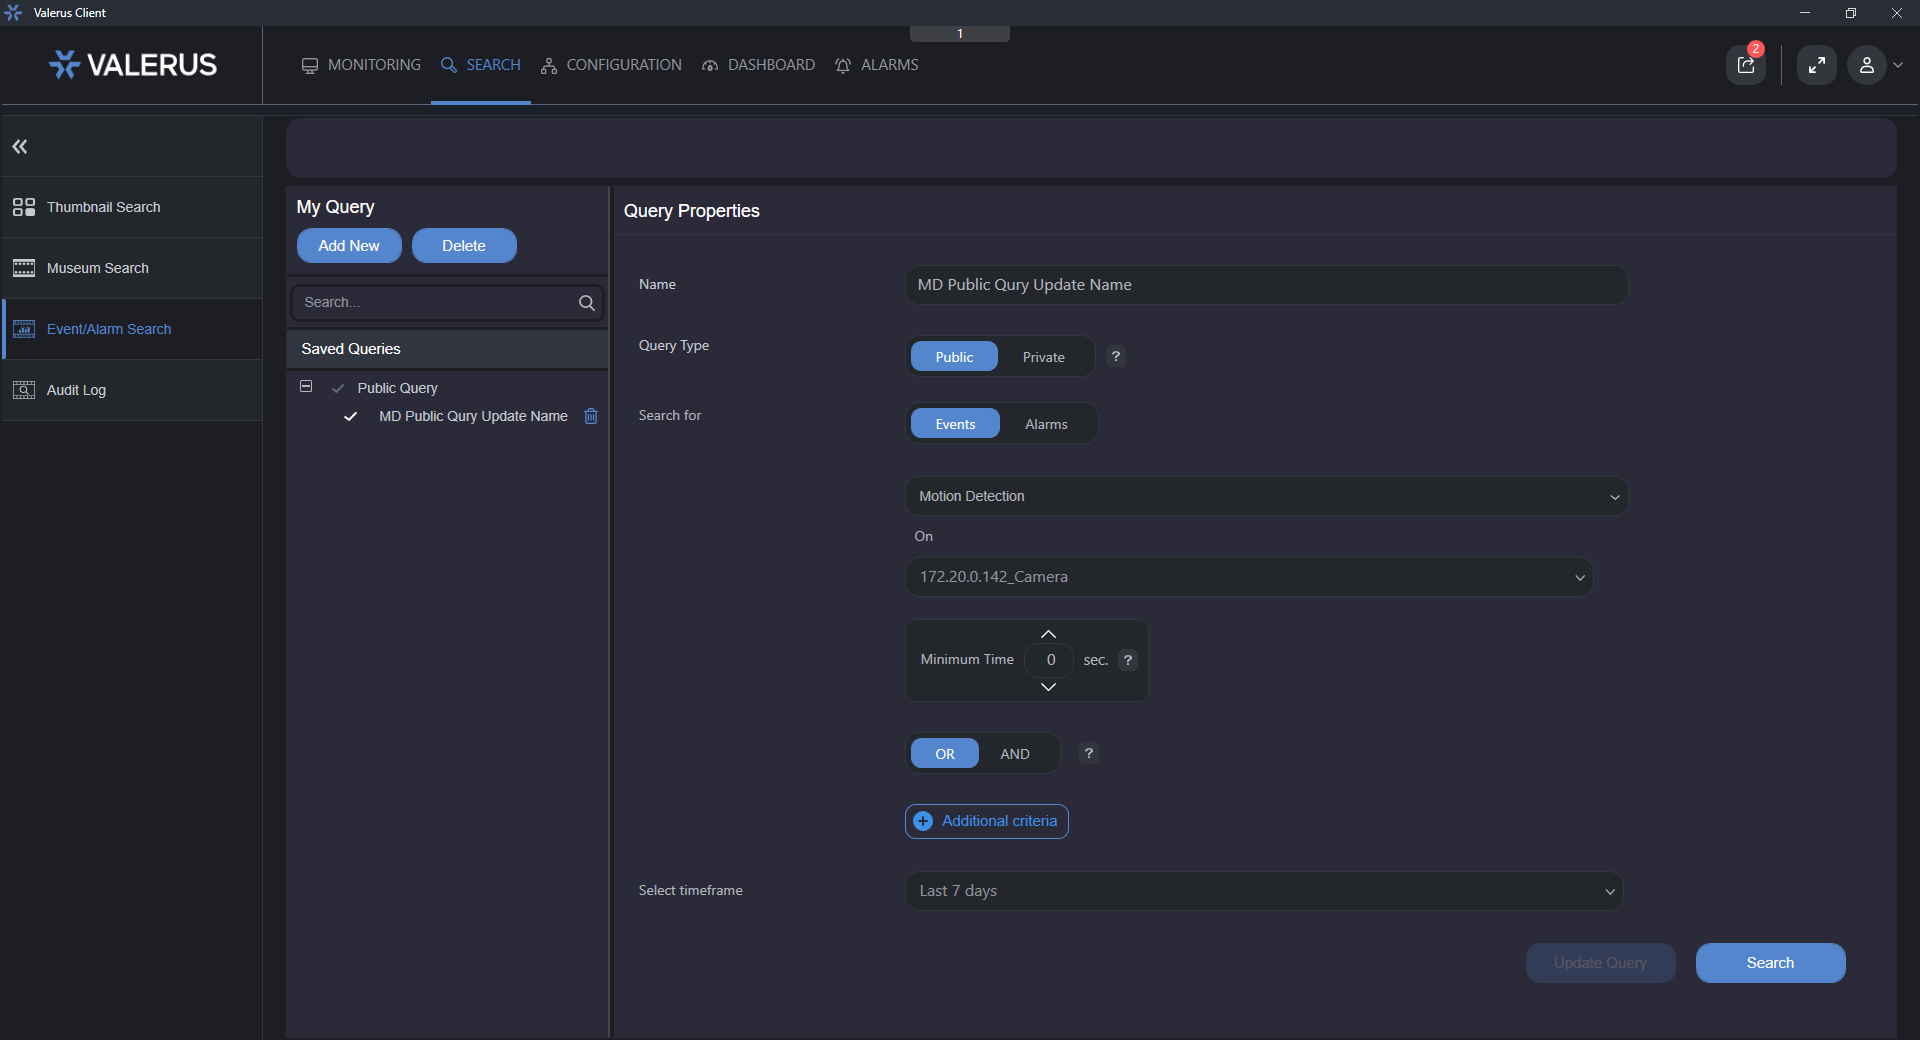 Valerus Client
1
VALERUS
MONITORING SEARCH CONFIGURATION DASHBOARD ALARMS
2
Thumbnail Search
Museum Search
Event/Alarm Search
Audit Log
My Query
Add New Delete
Search...
Saved Queries
Public Query
MD Public Qury Update Name
Query Properties
Name
MD Public Qury Update Name
Query Type
Public Private ?
Search for
Events Alarms
Motion Detection
On
172.20.0.142_Camera
Minimum Time 0 sec. ?
OR AND ?
Additional criteria
Select timeframe
Last 7 days
Update Query Search